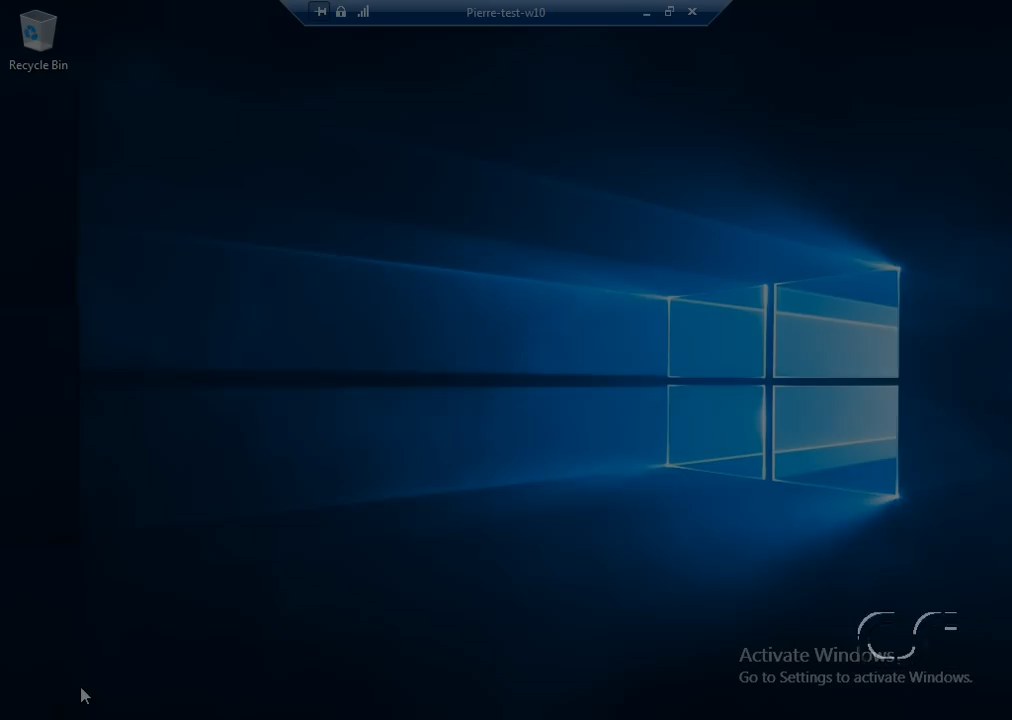 Pierre-test-w10
Recycle Bin
Activate Windows
Go to Settings to activate Windows.